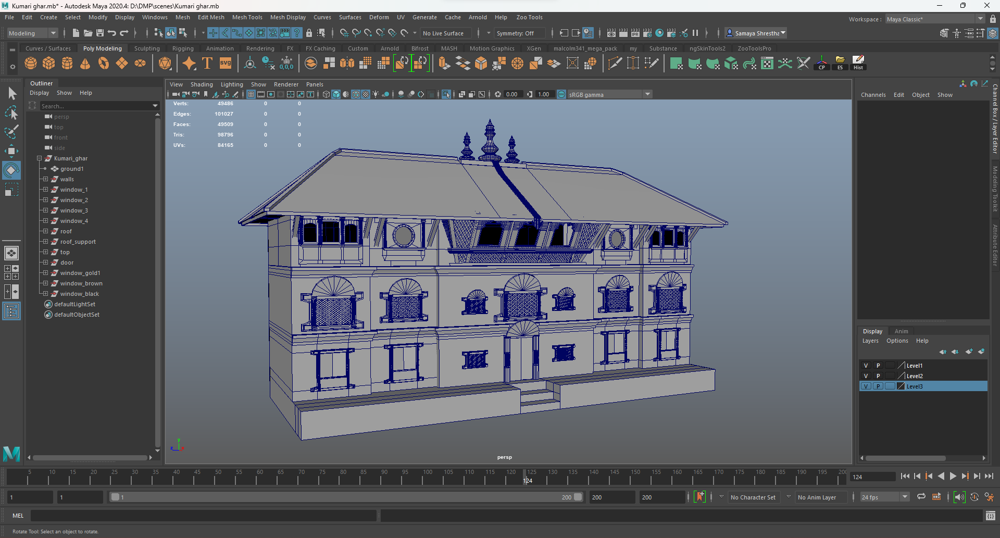 Kumari ghar.mb* - Autodesk Maya 2020.4: D:\DMP\scenes\Kumari ghar.mb
File Edit Create Select Modify Display Windows Mesh Edit Mesh Mesh Tools Mesh Display Curves Surfaces Deform UV Generate Cache Arnold Help Zoo Tools
Workspace : Maya Classic*
Modeling No Live Surface Symmetry: Off Samaya Shrestha
Curves / Surfaces Poly Modeling Sculpting Rigging Animation Rendering FX FX Caching Custom Arnold Bifrost MASH Motion Graphics XGen malcolm341_mega_pack my Substance ngSkinTools2 ZooToolsPro
T svg 0,0,0 CP ES Hist
Outliner
Display Show Help
Search...
persp
top
front
side
Kumari_ghar
ground1
walls
window_1
window_2
window_3
window_4
roof
roof_support
top
door
window_gold1
window_brown
window_black
defaultLightSet
defaultObjectSet
View Shading Lighting Show Renderer Panels
0.00 1.00 ON sRGB gamma
Verts: 49486 0 0
Edges: 101027 0 0
Faces: 49509 0 0
Tris: 98796 0 0
UVs: 84165 0 0
y
z x
persp
Channels Edit Object Show
Channel Box / Layer Editor
Modeling Toolkit
Attribute Editor
Display Anim
Layers Options Help
V P Level1
V P Level2
V P Level3
5 10 15 20 25 30 35 40 45 50 55 60 65 70 75 80 85 90 95 100 105 110 115 120 125 130 135 140 145 150 155 160 165 170 175 180 185 190 195 200
124
124
1 1 1 200 200 200 No Character Set No Anim Layer 24 fps
MEL
Rotate Tool: Select an object to rotate.